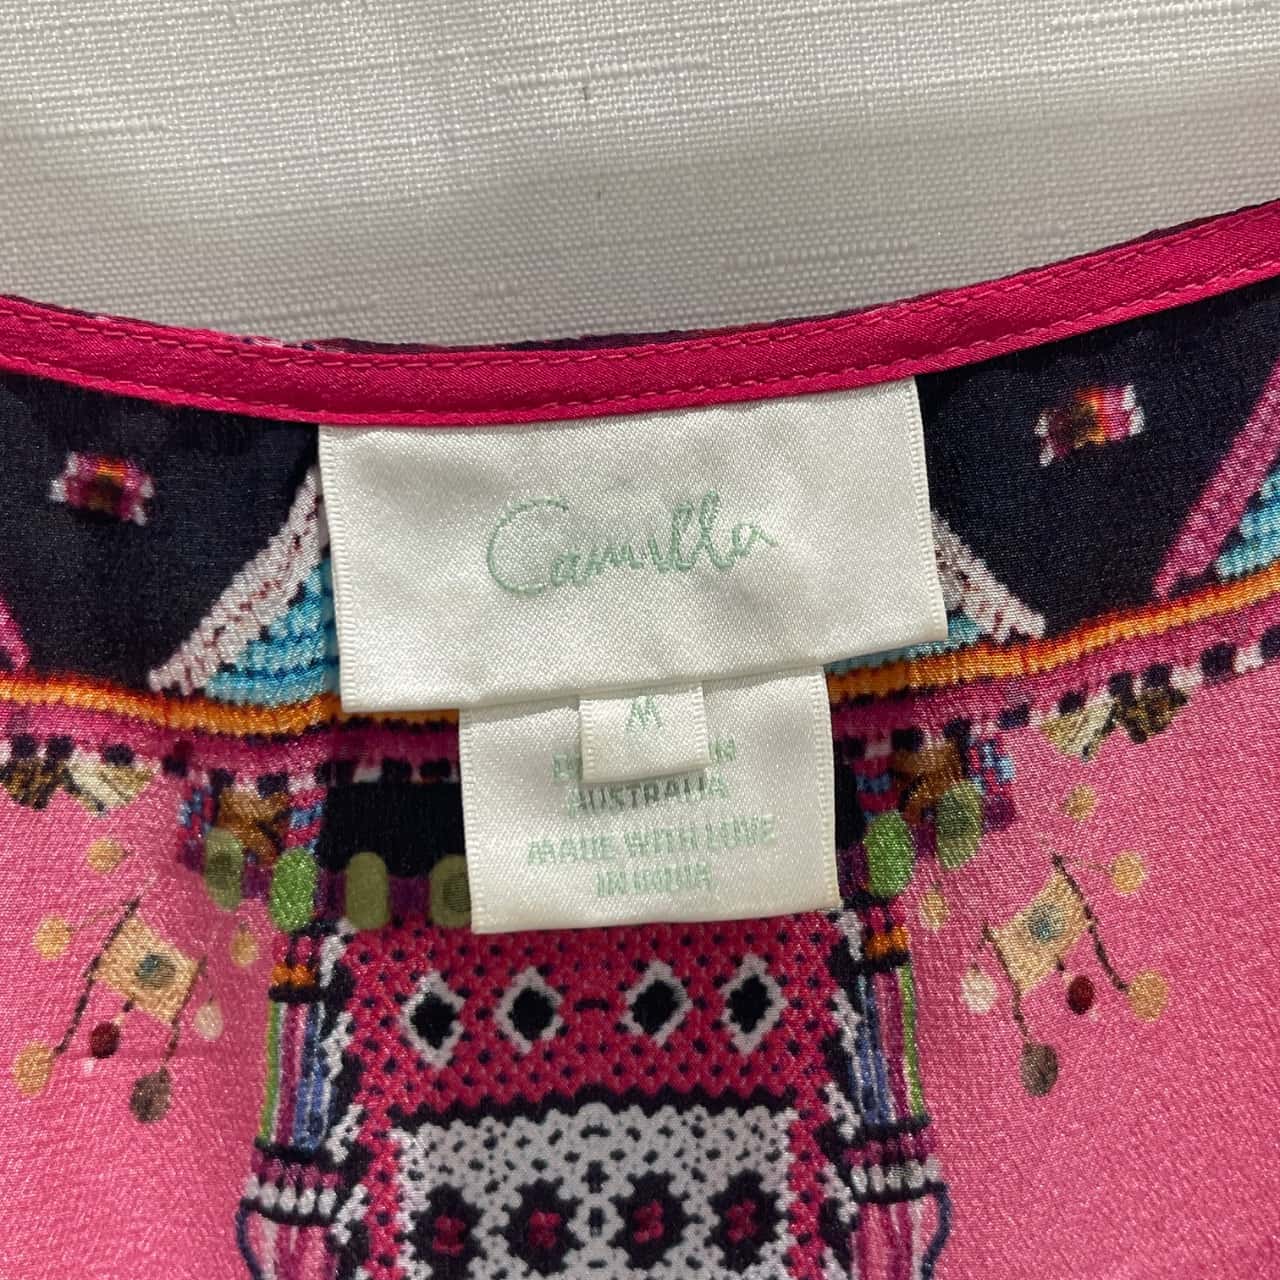 Camilla
M
AUSTRALIA
MADE WITH LOVE
IN INDIA